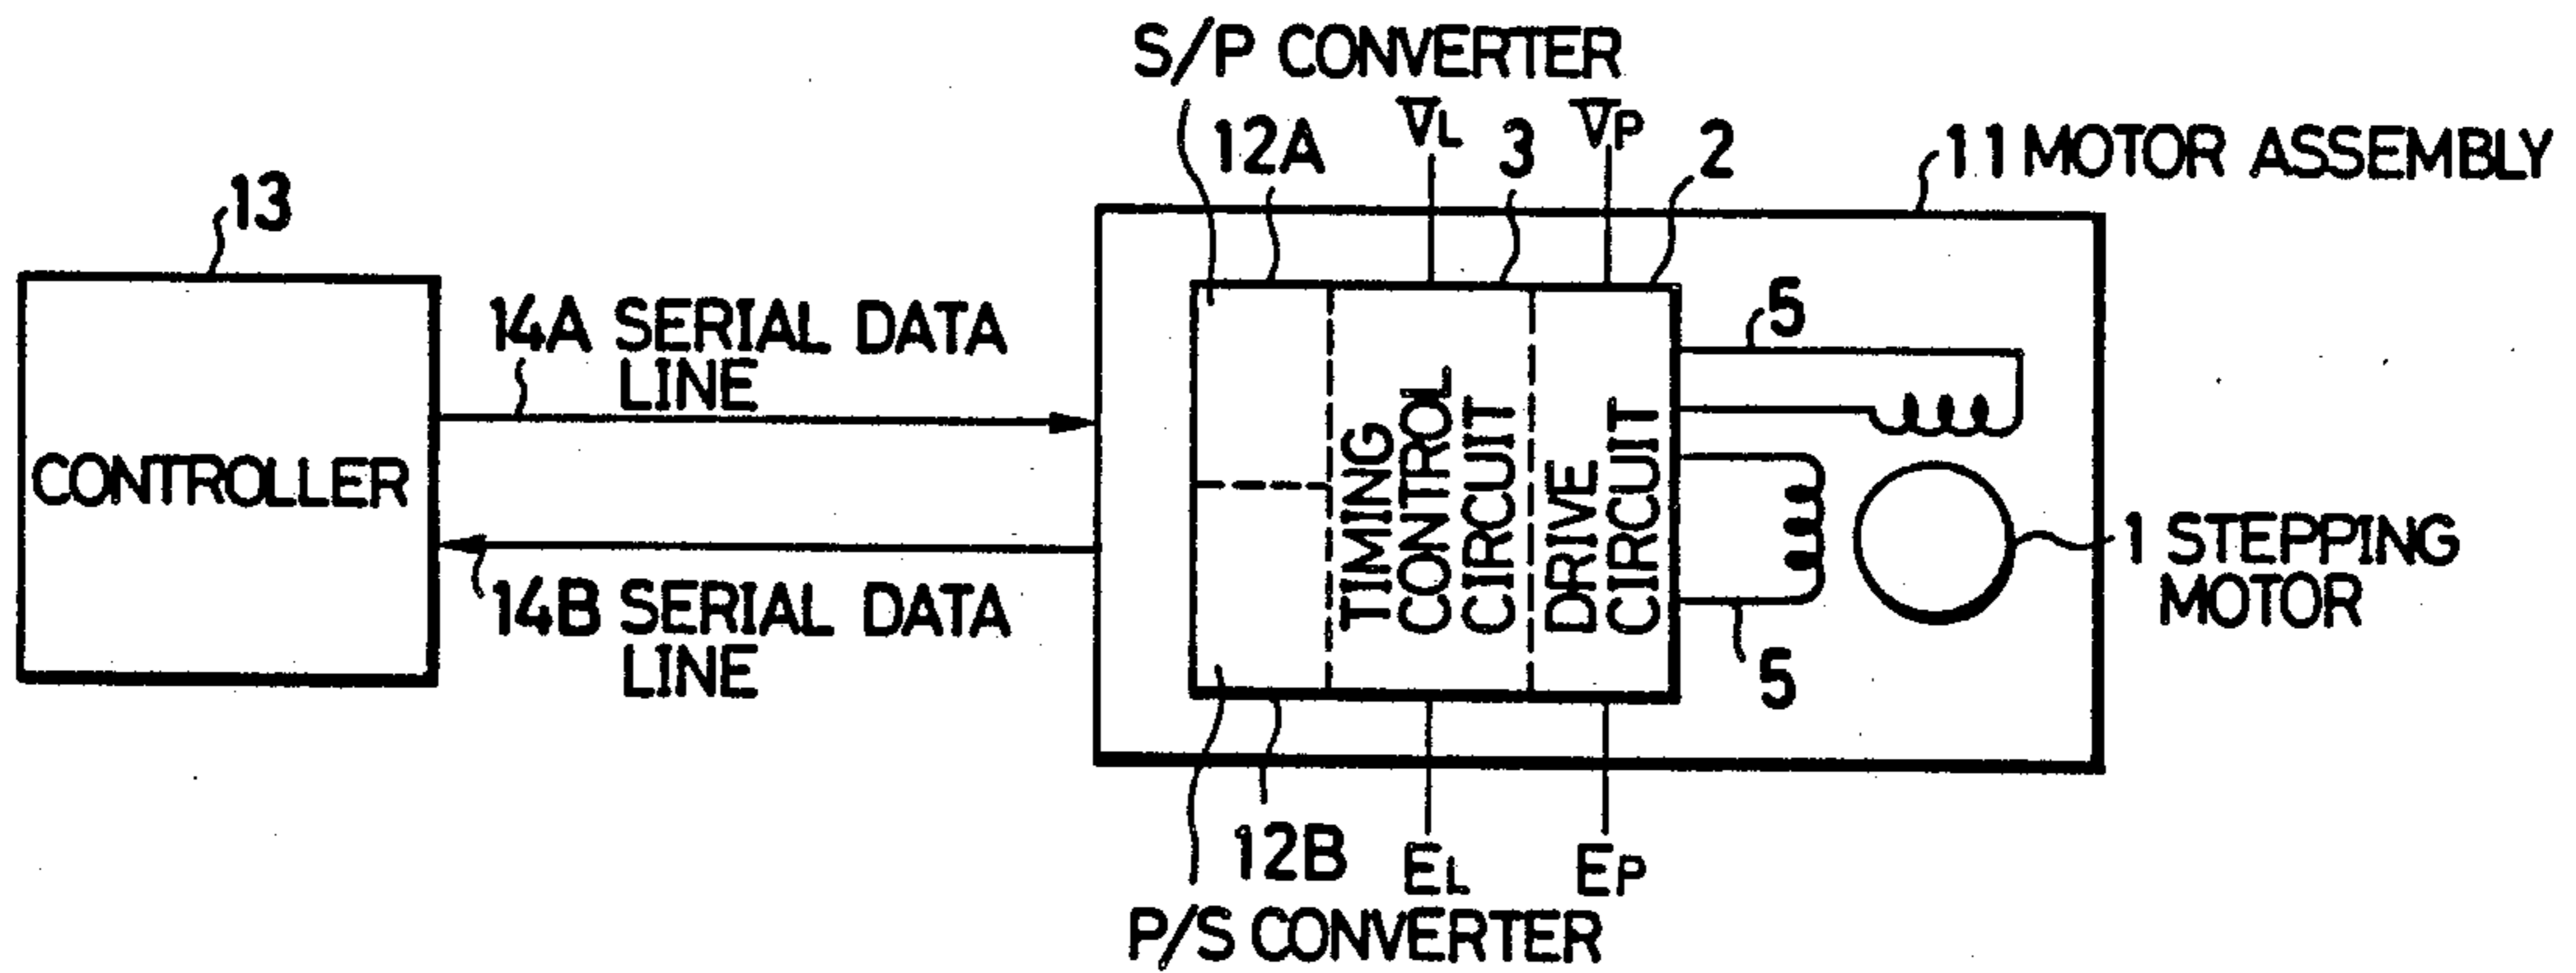 S/P CONVERTER
12A
VL
3
VP
2
11 MOTOR ASSEMBLY
13
14A SERIAL DATA
LINE
CONTROLLER
14B SERIAL DATA
LINE
TIMING
CONTROL
CIRCUIT
DRIVE
CIRCUIT
5
5
1 STEPPING
MOTOR
12B
EL
EP
P/S CONVERTER